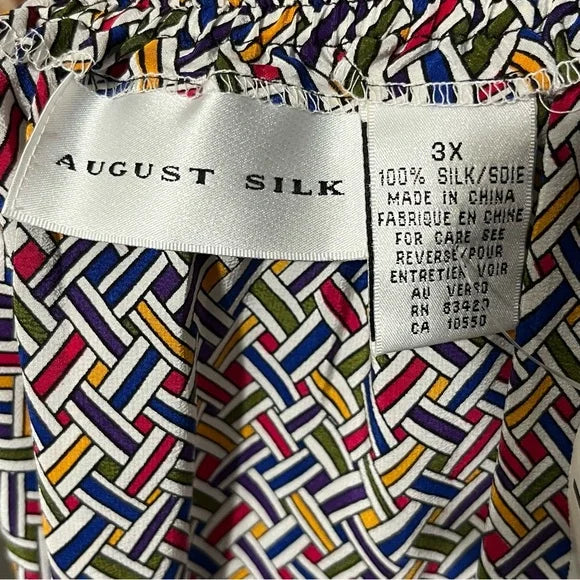 AUGUST SILK
3X
100% SILK/SOIE
MADE IN CHINA
FABRIQUE EN CHINE
FOR CARE SEE
REVERSE/POUR
ENTRETIEN VOIR
AU VERSO
RN 83423
CA 10550